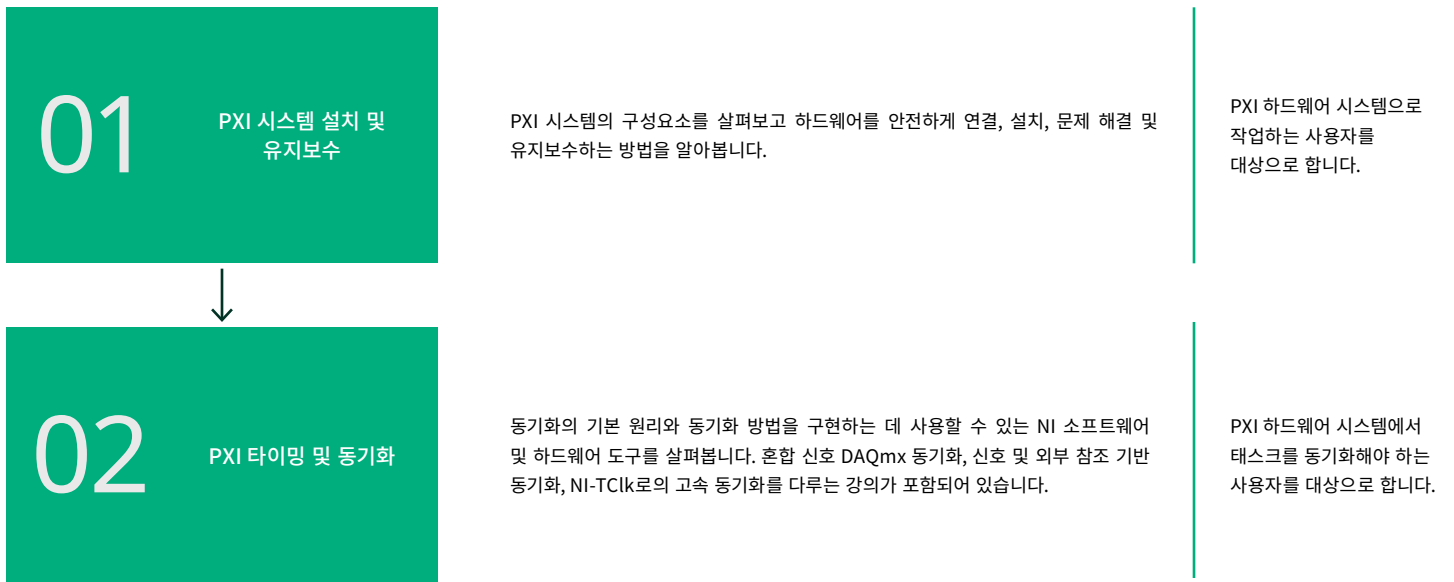 01
PXI 시스템 설치 및
유지보수
PXI 시스템의 구성요소를 살펴보고 하드웨어를 안전하게 연결, 설치, 문제 해결 및
유지보수하는 방법을 알아봅니다.
PXI 하드웨어 시스템으로
작업하는 사용자를
대상으로 합니다.
02
PXI 타이밍 및 동기화
동기화의 기본 원리와 동기화 방법을 구현하는 데 사용할 수 있는 NI 소프트웨어
및 하드웨어 도구를 살펴봅니다. 혼합 신호 DAQmx 동기화, 신호 및 외부 참조 기반
동기화, NI-TClk로의 고속 동기화를 다루는 강의가 포함되어 있습니다.
PXI 하드웨어 시스템에서
태스크를 동기화해야 하는
사용자를 대상으로 합니다.